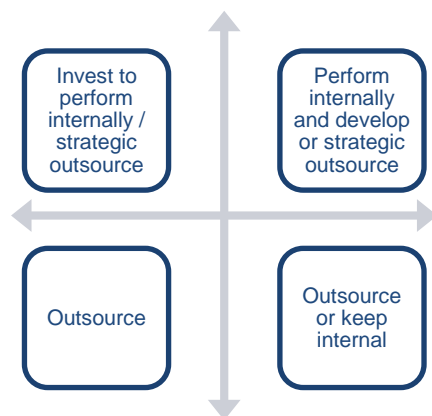 Invest to
perform
internally /
strategic
outsource
Perform
internally
and develop
or strategic
outsource
Outsource
Outsource
or keep
internal